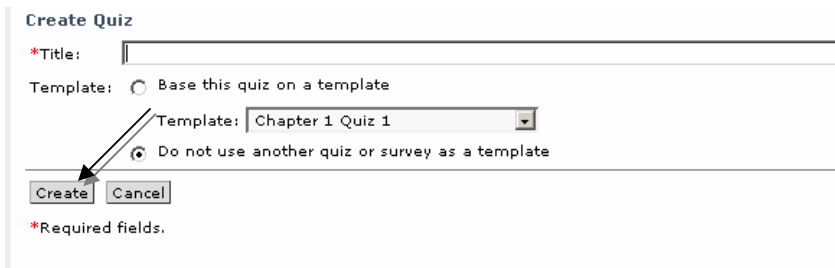 Create Quiz
*Title:
Template: Base this quiz on a template
Template: Chapter 1 Quiz 1
Do not use another quiz or survey as a template
Create Cancel
*Required fields.